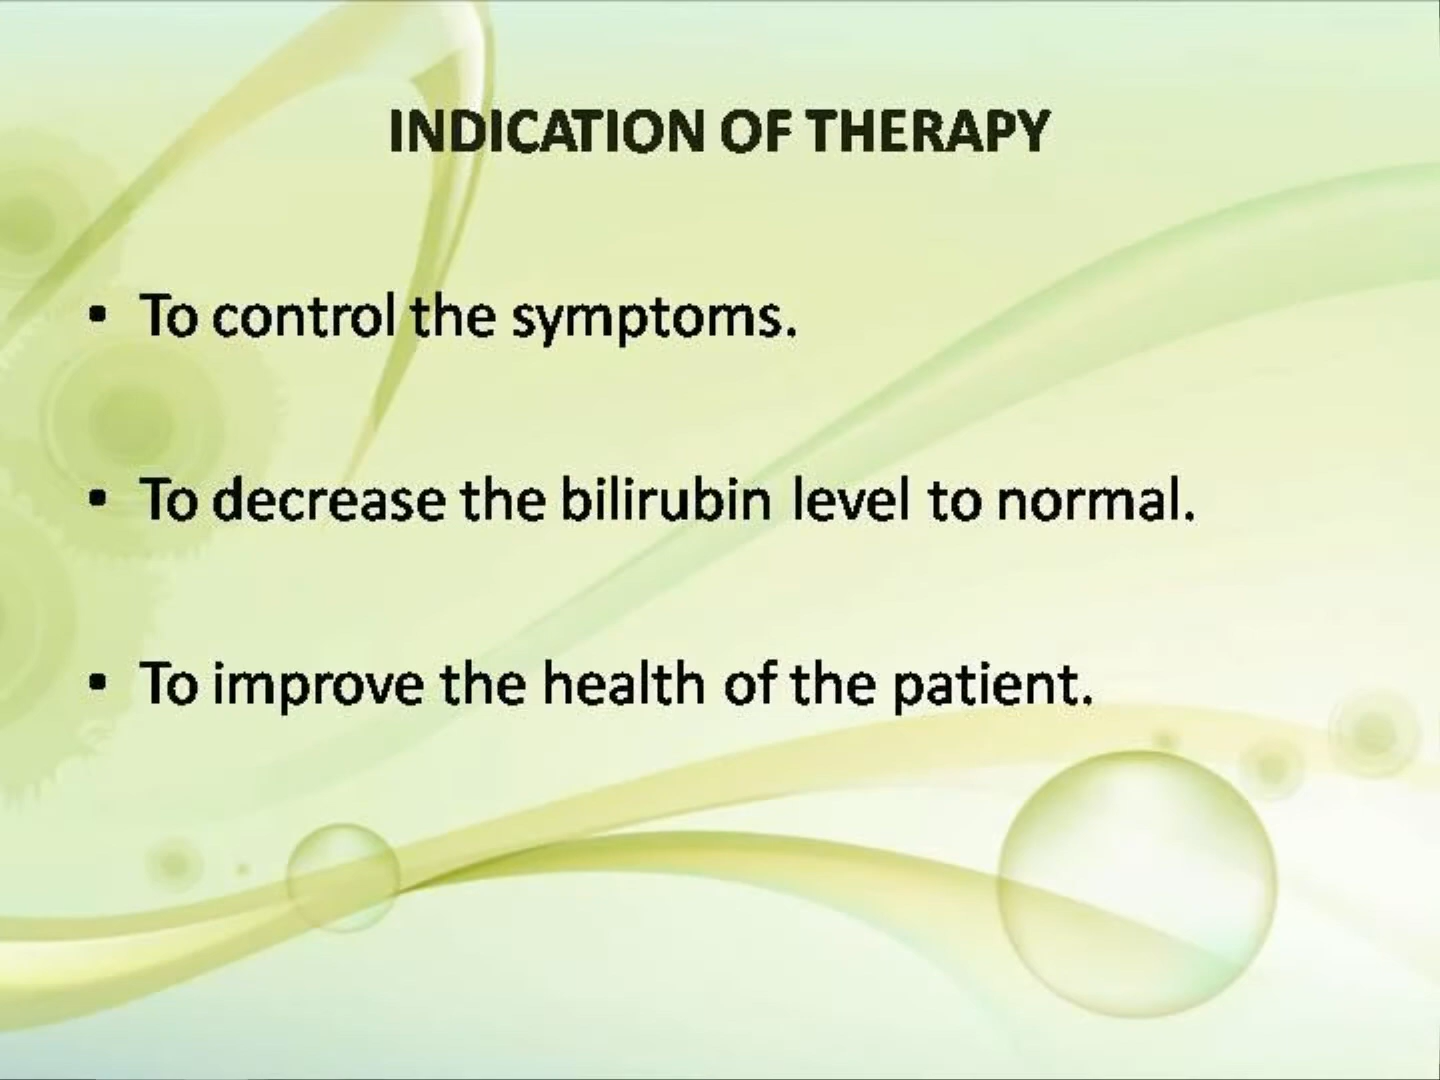 INDICATION OF THERAPY
• To control the symptoms.
• To decrease the bilirubin level to normal.
• To improve the health of the patient.